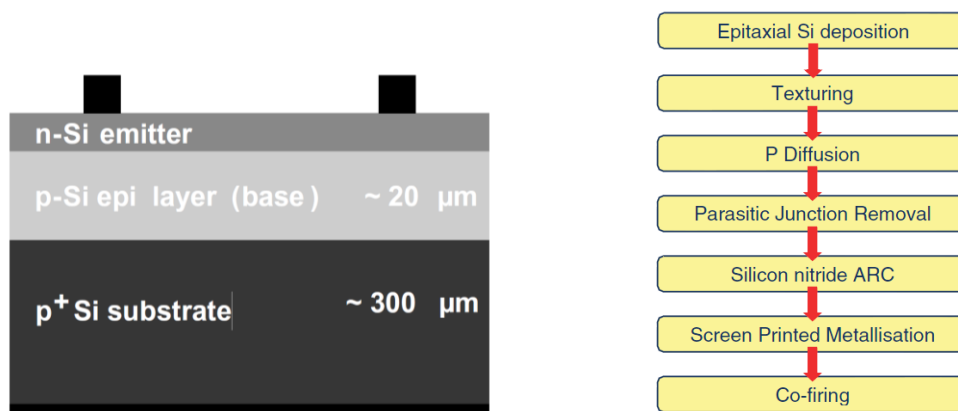 n-Si emitter
p-Si epi layer (base) ~ 20 µm
p+ Si substrate ~ 300 µm
Epitaxial Si deposition
Texturing
P Diffusion
Parasitic Junction Removal
Silicon nitride ARC
Screen Printed Metallisation
Co-firing